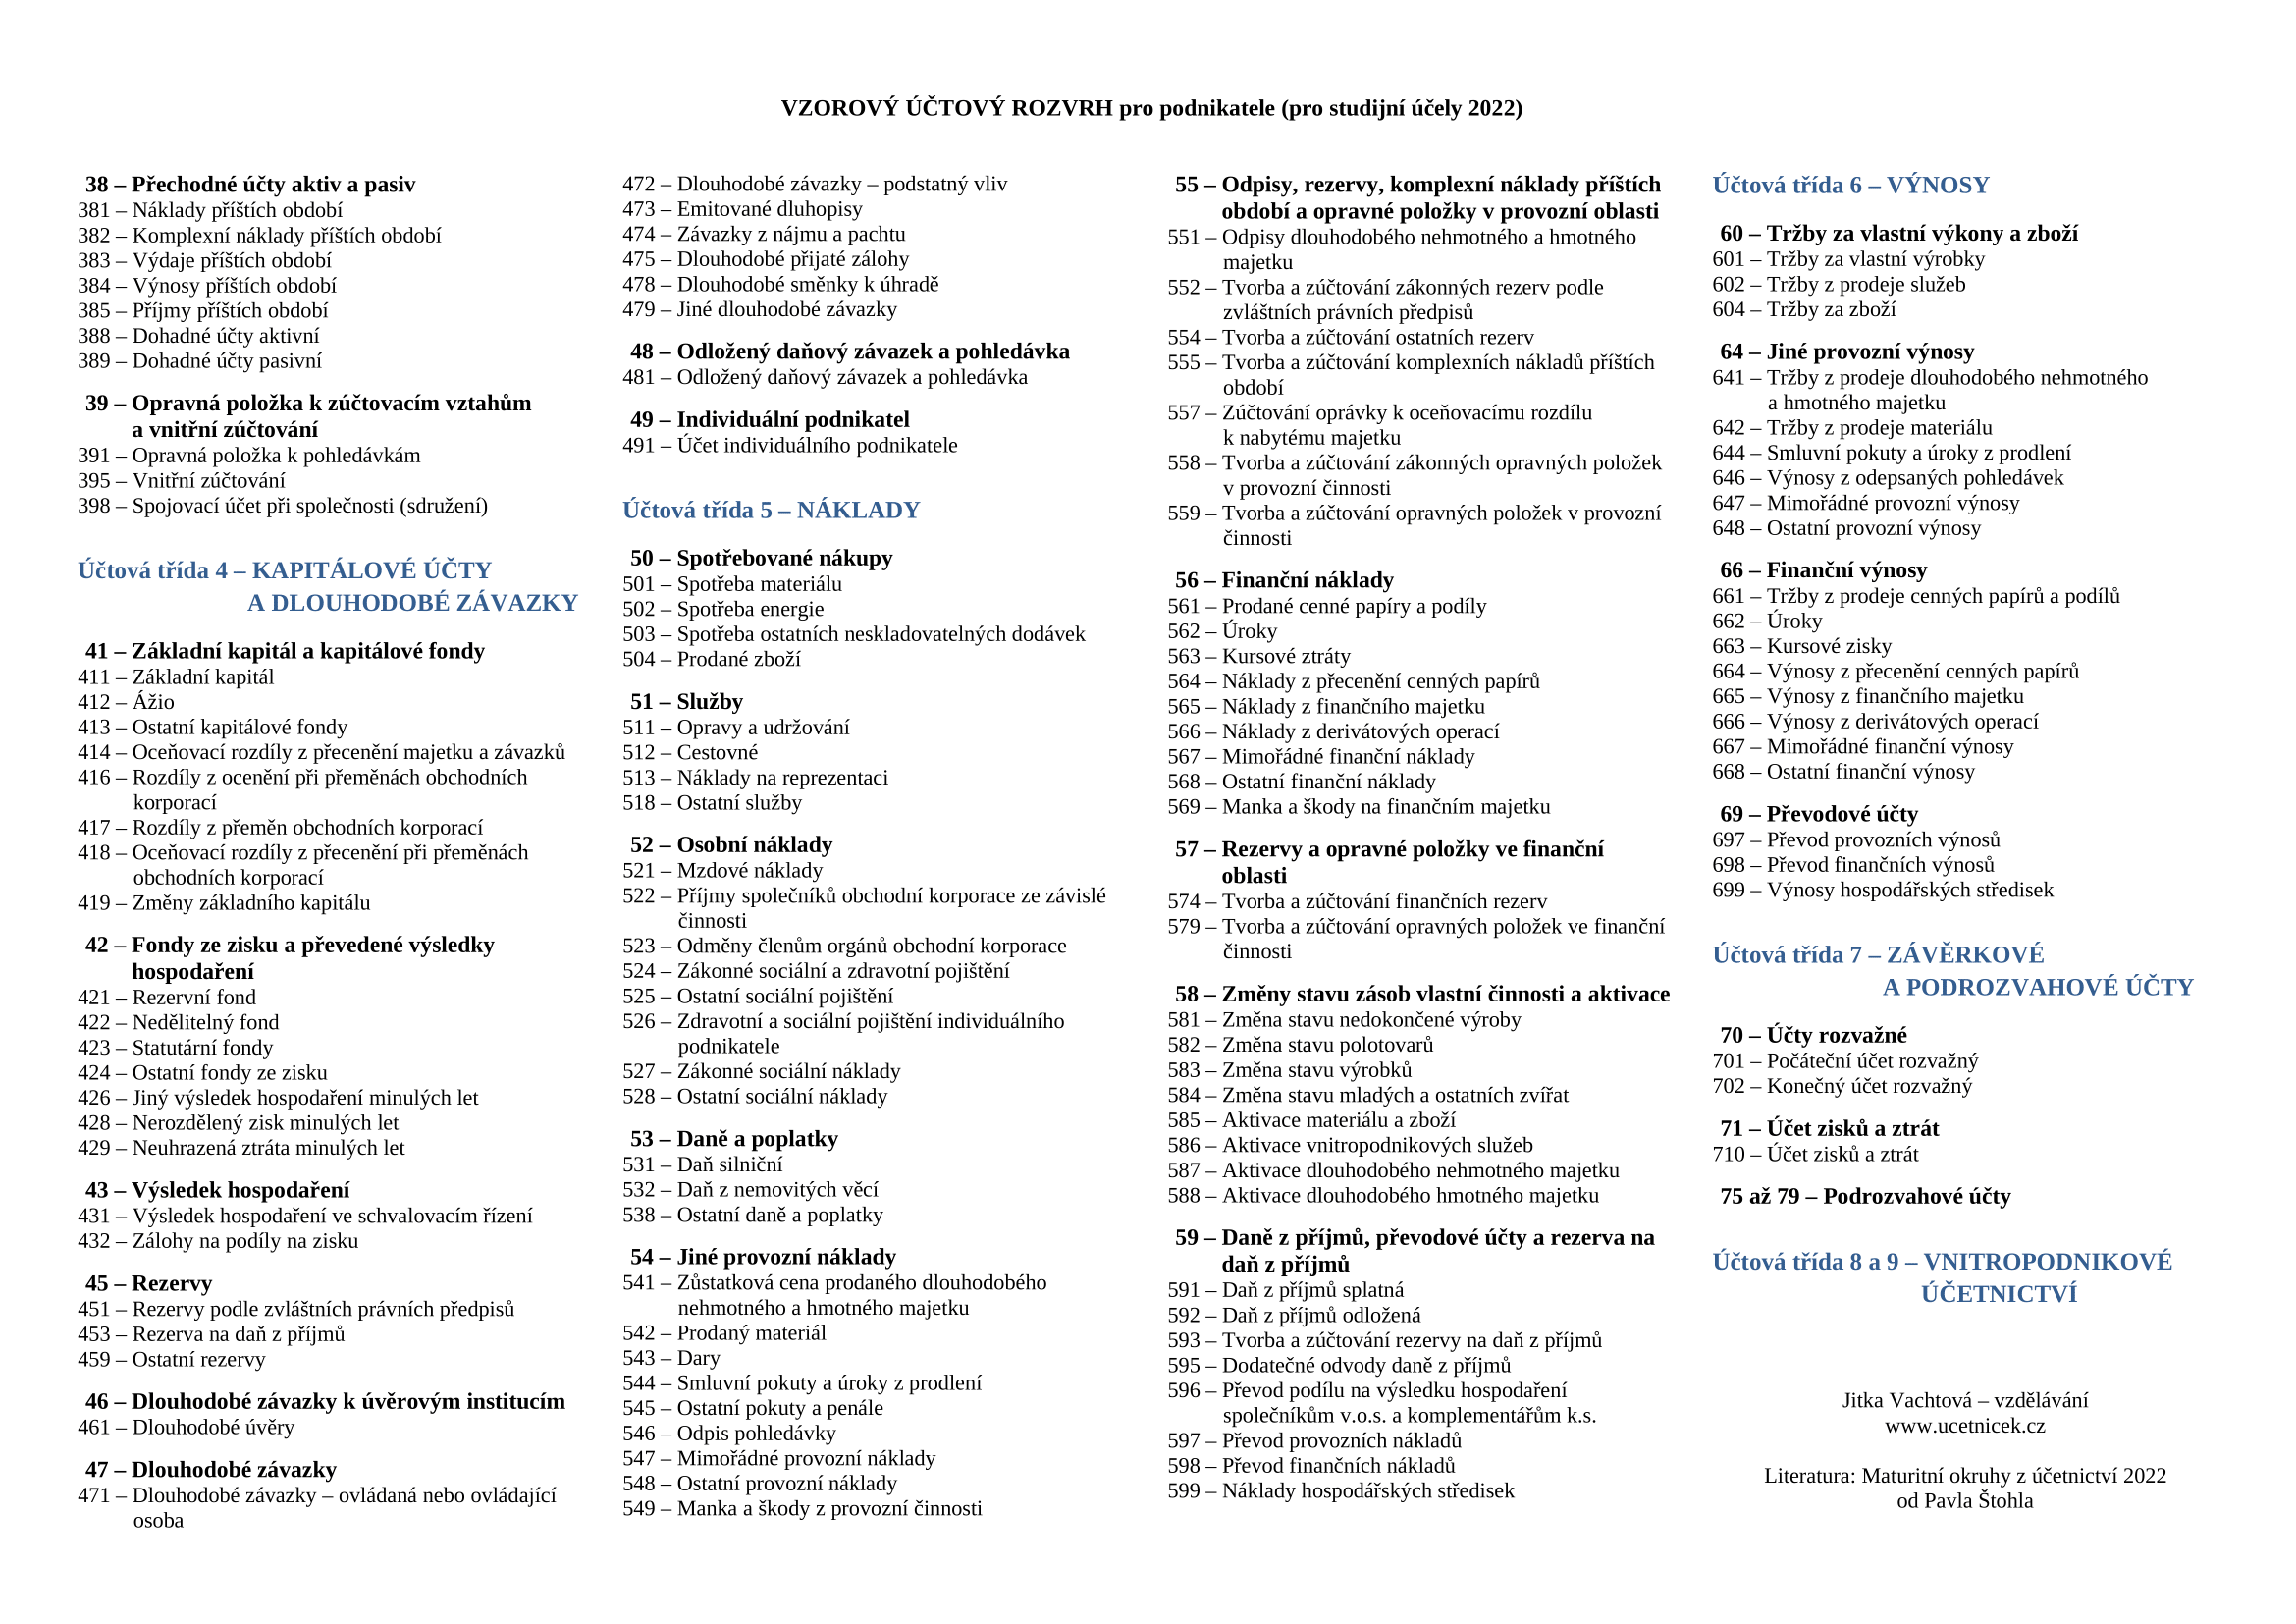 VZOROVÝ ÚČTOVÝ ROZVRH pro podnikatele (pro studijní účely 2022)
38 – Přechodné účty aktiv a pasiv
381 – Náklady příštích období
382 – Komplexní náklady příštích období
383 – Výdaje příštích období
384 – Výnosy příštích období
385 – Příjmy příštích období
388 – Dohadné účty aktivní
389 – Dohadné účty pasivní
39 – Opravná položka k zúčtovacím vztahům
a vnitřní zúčtování
391 – Opravná položka k pohledávkám
395 – Vnitřní zúčtování
398 – Spojovací účet při společnosti (sdružení)
Účtová třída 4 – KAPITÁLOVÉ ÚČTY
A DLOUHODOBÉ ZÁVAZKY
41 – Základní kapitál a kapitálové fondy
411 – Základní kapitál
412 – Ážio
413 – Ostatní kapitálové fondy
414 – Oceňovací rozdíly z přecenění majetku a závazků
416 – Rozdíly z ocenění při přeměnách obchodních
korporací
417 – Rozdíly z přeměn obchodních korporací
418 – Oceňovací rozdíly z přecenění při přeměnách
obchodních korporací
419 – Změny základního kapitálu
42 – Fondy ze zisku a převedené výsledky
hospodaření
421 – Rezervní fond
422 – Nedělitelný fond
423 – Statutární fondy
424 – Ostatní fondy ze zisku
426 – Jiný výsledek hospodaření minulých let
428 – Nerozdělený zisk minulých let
429 – Neuhrazená ztráta minulých let
43 – Výsledek hospodaření
431 – Výsledek hospodaření ve schvalovacím řízení
432 – Zálohy na podíly na zisku
45 – Rezervy
451 – Rezervy podle zvláštních právních předpisů
453 – Rezerva na daň z příjmů
459 – Ostatní rezervy
46 – Dlouhodobé závazky k úvěrovým institucím
461 – Dlouhodobé úvěry
47 – Dlouhodobé závazky
471 – Dlouhodobé závazky – ovládaná nebo ovládající
osoba
472 – Dlouhodobé závazky – podstatný vliv
473 – Emitované dluhopisy
474 – Závazky z nájmu a pachtu
475 – Dlouhodobé přijaté zálohy
478 – Dlouhodobé směnky k úhradě
479 – Jiné dlouhodobé závazky
48 – Odložený daňový závazek a pohledávka
481 – Odložený daňový závazek a pohledávka
49 – Individuální podnikatel
491 – Účet individuálního podnikatele
Účtová třída 5 – NÁKLADY
50 – Spotřebované nákupy
501 – Spotřeba materiálu
502 – Spotřeba energie
503 – Spotřeba ostatních neskladovatelných dodávek
504 – Prodané zboží
51 – Služby
511 – Opravy a udržování
512 – Cestovné
513 – Náklady na reprezentaci
518 – Ostatní služby
52 – Osobní náklady
521 – Mzdové náklady
522 – Příjmy společníků obchodní korporace ze závislé
činnosti
523 – Odměny členům orgánů obchodní korporace
524 – Zákonné sociální a zdravotní pojištění
525 – Ostatní sociální pojištění
526 – Zdravotní a sociální pojištění individuálního
podnikatele
527 – Zákonné sociální náklady
528 – Ostatní sociální náklady
53 – Daně a poplatky
531 – Daň silniční
532 – Daň z nemovitých věcí
538 – Ostatní daně a poplatky
54 – Jiné provozní náklady
541 – Zůstatková cena prodaného dlouhodobého
nehmotného a hmotného majetku
542 – Prodaný materiál
543 – Dary
544 – Smluvní pokuty a úroky z prodlení
545 – Ostatní pokuty a penále
546 – Odpis pohledávky
547 – Mimořádné provozní náklady
548 – Ostatní provozní náklady
549 – Manka a škody z provozní činnosti
55 – Odpisy, rezervy, komplexní náklady příštích
období a opravné položky v provozní oblasti
551 – Odpisy dlouhodobého nehmotného a hmotného
majetku
552 – Tvorba a zúčtování zákonných rezerv podle
zvláštních právních předpisů
554 – Tvorba a zúčtování ostatních rezerv
555 – Tvorba a zúčtování komplexních nákladů příštích
období
557 – Zúčtování oprávky k oceňovacímu rozdílu
k nabytému majetku
558 – Tvorba a zúčtování zákonných opravných položek
v provozní činnosti
559 – Tvorba a zúčtování opravných položek v provozní
činnosti
56 – Finanční náklady
561 – Prodané cenné papíry a podíly
562 – Úroky
563 – Kursové ztráty
564 – Náklady z přecenění cenných papírů
565 – Náklady z finančního majetku
566 – Náklady z derivátových operací
567 – Mimořádné finanční náklady
568 – Ostatní finanční náklady
569 – Manka a škody na finančním majetku
57 – Rezervy a opravné položky ve finanční
oblasti
574 – Tvorba a zúčtování finančních rezerv
579 – Tvorba a zúčtování opravných položek ve finanční
činnosti
58 – Změny stavu zásob vlastní činnosti a aktivace
581 – Změna stavu nedokončené výroby
582 – Změna stavu polotovarů
583 – Změna stavu výrobků
584 – Změna stavu mladých a ostatních zvířat
585 – Aktivace materiálu a zboží
586 – Aktivace vnitropodnikových služeb
587 – Aktivace dlouhodobého nehmotného majetku
588 – Aktivace dlouhodobého hmotného majetku
59 – Daně z příjmů, převodové účty a rezerva na
daň z příjmů
591 – Daň z příjmů splatná
592 – Daň z příjmů odložená
593 – Tvorba a zúčtování rezervy na daň z příjmů
595 – Dodatečné odvody daně z příjmů
596 – Převod podílu na výsledku hospodaření
společníkům v.o.s. a komplementářům k.s.
597 – Převod provozních nákladů
598 – Převod finančních nákladů
599 – Náklady hospodářských středisek
Účtová třída 6 – VÝNOSY
60 – Tržby za vlastní výkony a zboží
601 – Tržby za vlastní výrobky
602 – Tržby z prodeje služeb
604 – Tržby za zboží
64 – Jiné provozní výnosy
641 – Tržby z prodeje dlouhodobého nehmotného
a hmotného majetku
642 – Tržby z prodeje materiálu
644 – Smluvní pokuty a úroky z prodlení
646 – Výnosy z odepsaných pohledávek
647 – Mimořádné provozní výnosy
648 – Ostatní provozní výnosy
66 – Finanční výnosy
661 – Tržby z prodeje cenných papírů a podílů
662 – Úroky
663 – Kursové zisky
664 – Výnosy z přecenění cenných papírů
665 – Výnosy z finančního majetku
666 – Výnosy z derivátových operací
667 – Mimořádné finanční výnosy
668 – Ostatní finanční výnosy
69 – Převodové účty
697 – Převod provozních výnosů
698 – Převod finančních výnosů
699 – Výnosy hospodářských středisek
Účtová třída 7 – ZÁVĚRKOVÉ
A PODROZVAHOVÉ ÚČTY
70 – Účty rozvažné
701 – Počáteční účet rozvažný
702 – Konečný účet rozvažný
71 – Účet zisků a ztrát
710 – Účet zisků a ztrát
75 až 79 – Podrozvahové účty
Účtová třída 8 a 9 – VNITROPODNIKOVÉ
ÚČETNICTVÍ
Jitka Vachtová – vzdělávání
www.ucetnicek.cz
Literatura: Maturitní okruhy z účetnictví 2022
od Pavla Štohla